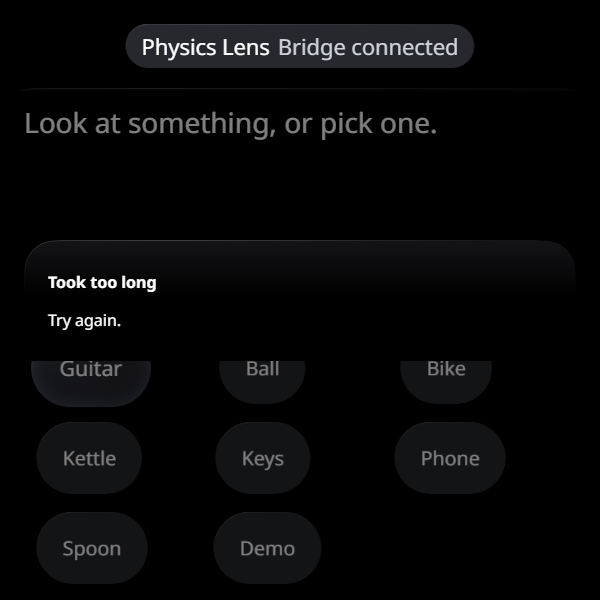 Physics Lens Bridge connected
Look at something, or pick one.
Took too long
Try again.
Guitar Ball Bike
Kettle Keys Phone
Spoon Demo